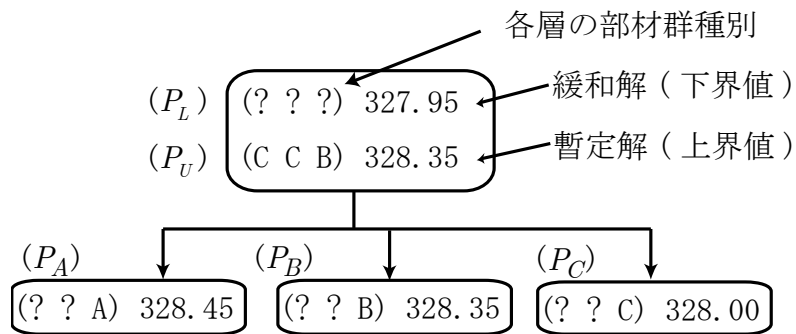 各層の部材群種別
(P_L) (? ? ?) 327.95 緩和解 ( 下界値 )
(P_U) (C C B) 328.35 暫定解 ( 上界値 )
(P_A) (P_B) (P_C)
(? ? A) 328.45 (? ? B) 328.35 (? ? C) 328.00